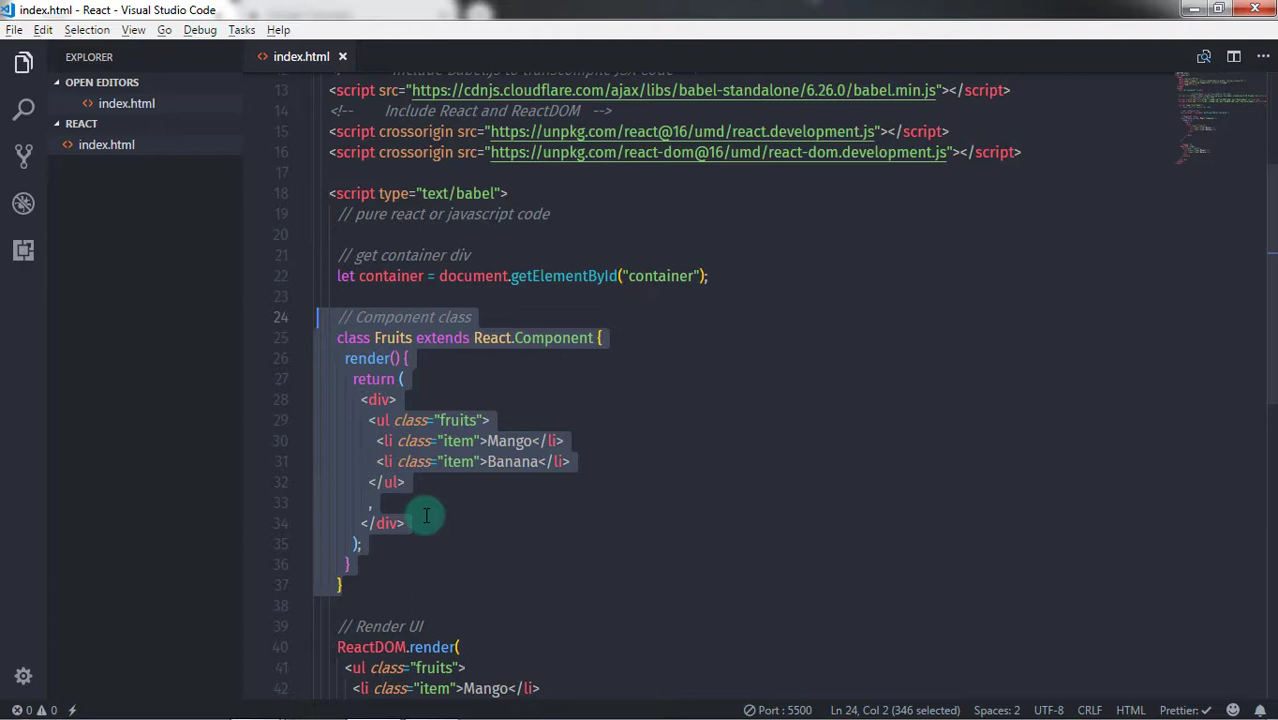 index.html - React - Visual Studio Code
File Edit Selection View Go Debug Tasks Help
EXPLORER
OPEN EDITORS
index.html
REACT
index.html
index.html
13 <script src="https://cdnjs.cloudflare.com/ajax/libs/babel-standalone/6.26.0/babel.min.js"></script>
14 <!-- Include React and ReactDOM -->
15 <script crossorigin src="https://unpkg.com/react@16/umd/react.development.js"></script>
16 <script crossorigin src="https://unpkg.com/react-dom@16/umd/react-dom.development.js"></script>
17
18 <script type="text/babel">
19 // pure react or javascript code
20
21 // get container div
22 let container = document.getElementById("container");
23
24 // Component class
25 class Fruits extends React.Component {
26 render() {
27 return (
28 <div>
29 <ul class="fruits">
30 <li class="item">Mango</li>
31 <li class="item">Banana</li>
32 </ul>
33 ,
34 </div>
35 );
36 }
37 }
38
39 // Render UI
40 ReactDOM.render(
41 <ul class="fruits">
42 <li class="item">Mango</li>
0 0 Port : 5500 Ln 24, Col 2 (346 selected) Spaces: 2 UTF-8 CRLF HTML Prettier: ✓